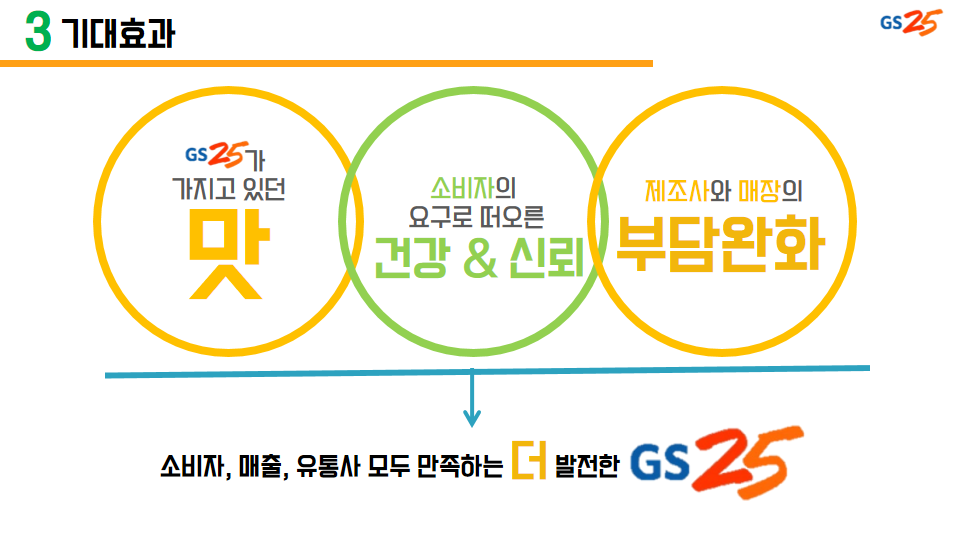 3 기대효과
GS25
GS25가
가지고 있던
맛
소비자의
요구로 떠오른
건강 & 신뢰
제조사와 매장의
부담완화
소비자, 매출, 유통사 모두 만족하는 더 발전한 GS25